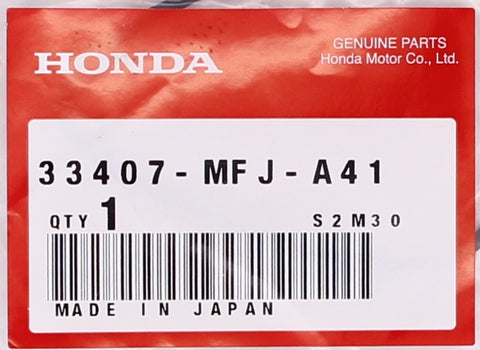 GENUINE PARTS
HONDA Honda Motor Co., Ltd.
33407-MFJ-A41
QTY 1 S2M30
MADE IN JAPAN